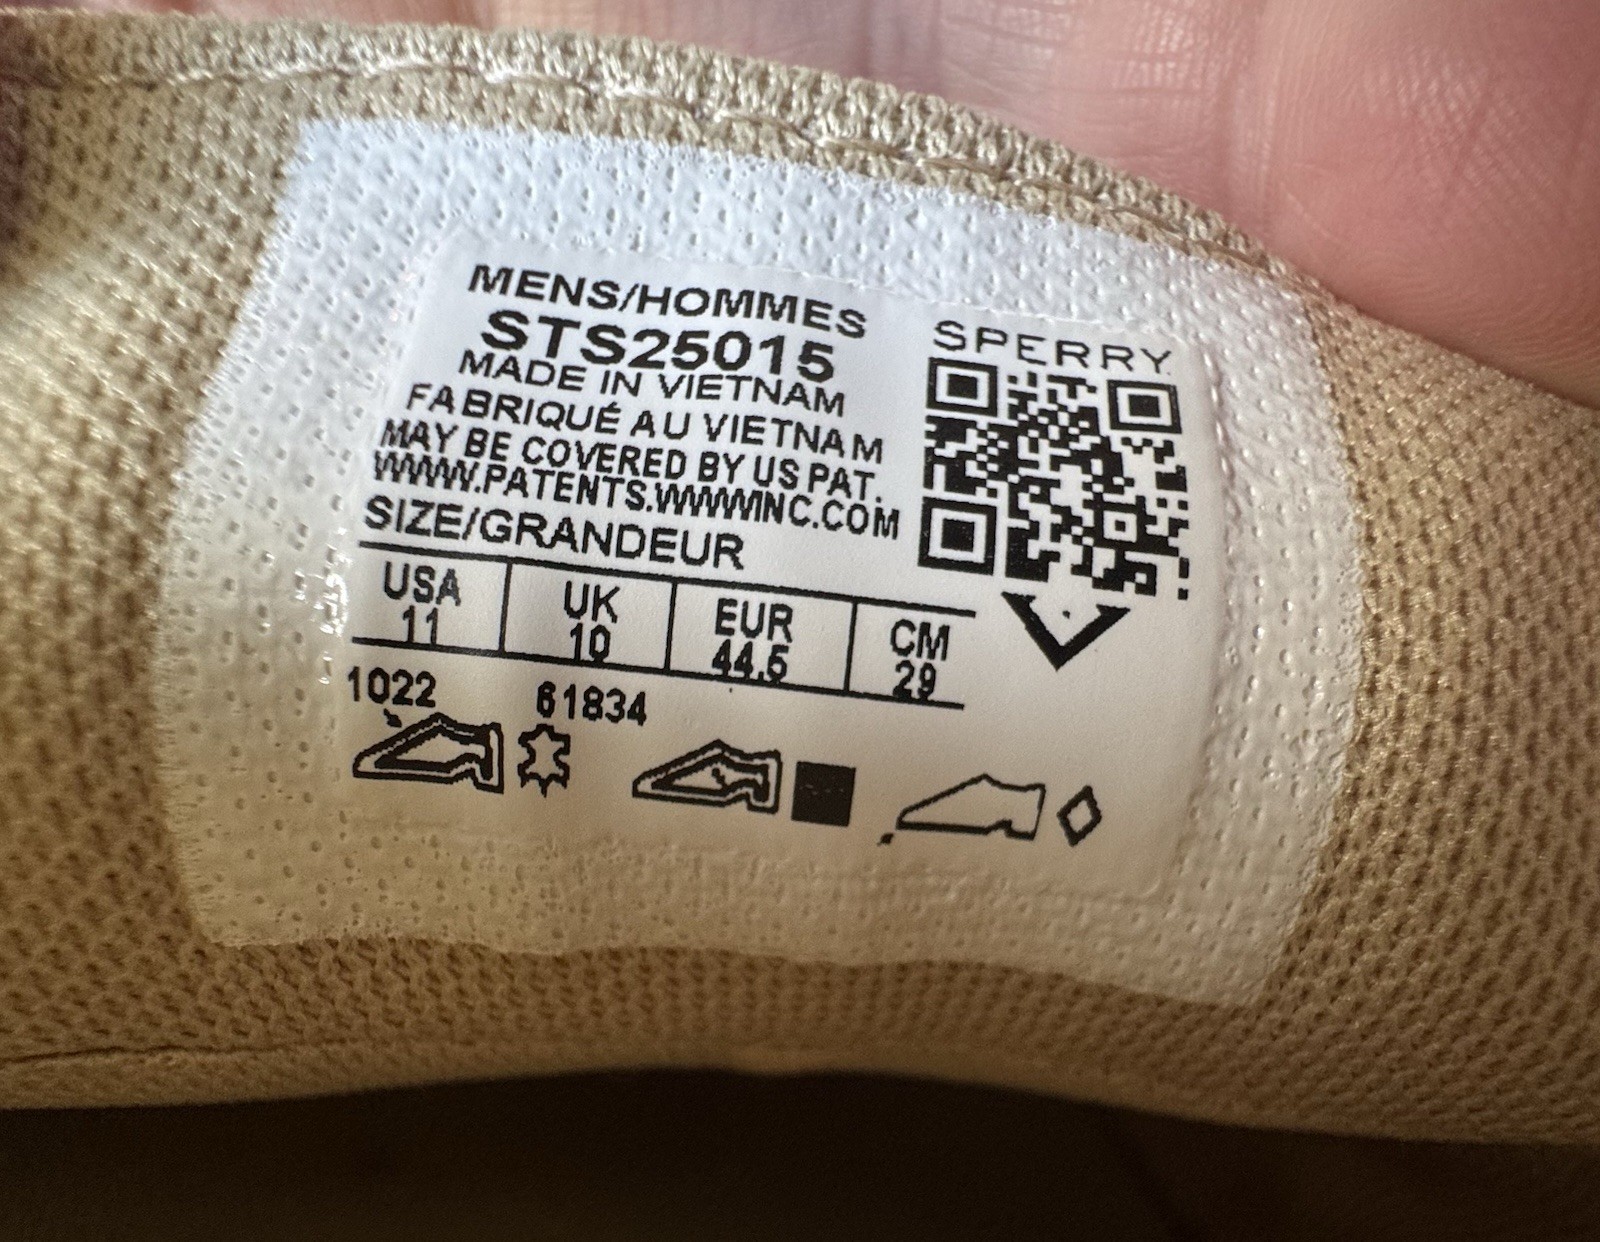 MENS/HOMMES
STS25015
MADE IN VIETNAM
FABRIQUÉ AU VIETNAM
MAY BE COVERED BY US PAT.
WWW.PATENTS.WWWINC.COM
SIZE/GRANDEUR
USA UK EUR CM
11 10 44.5 29
1022 61834
SPERRY